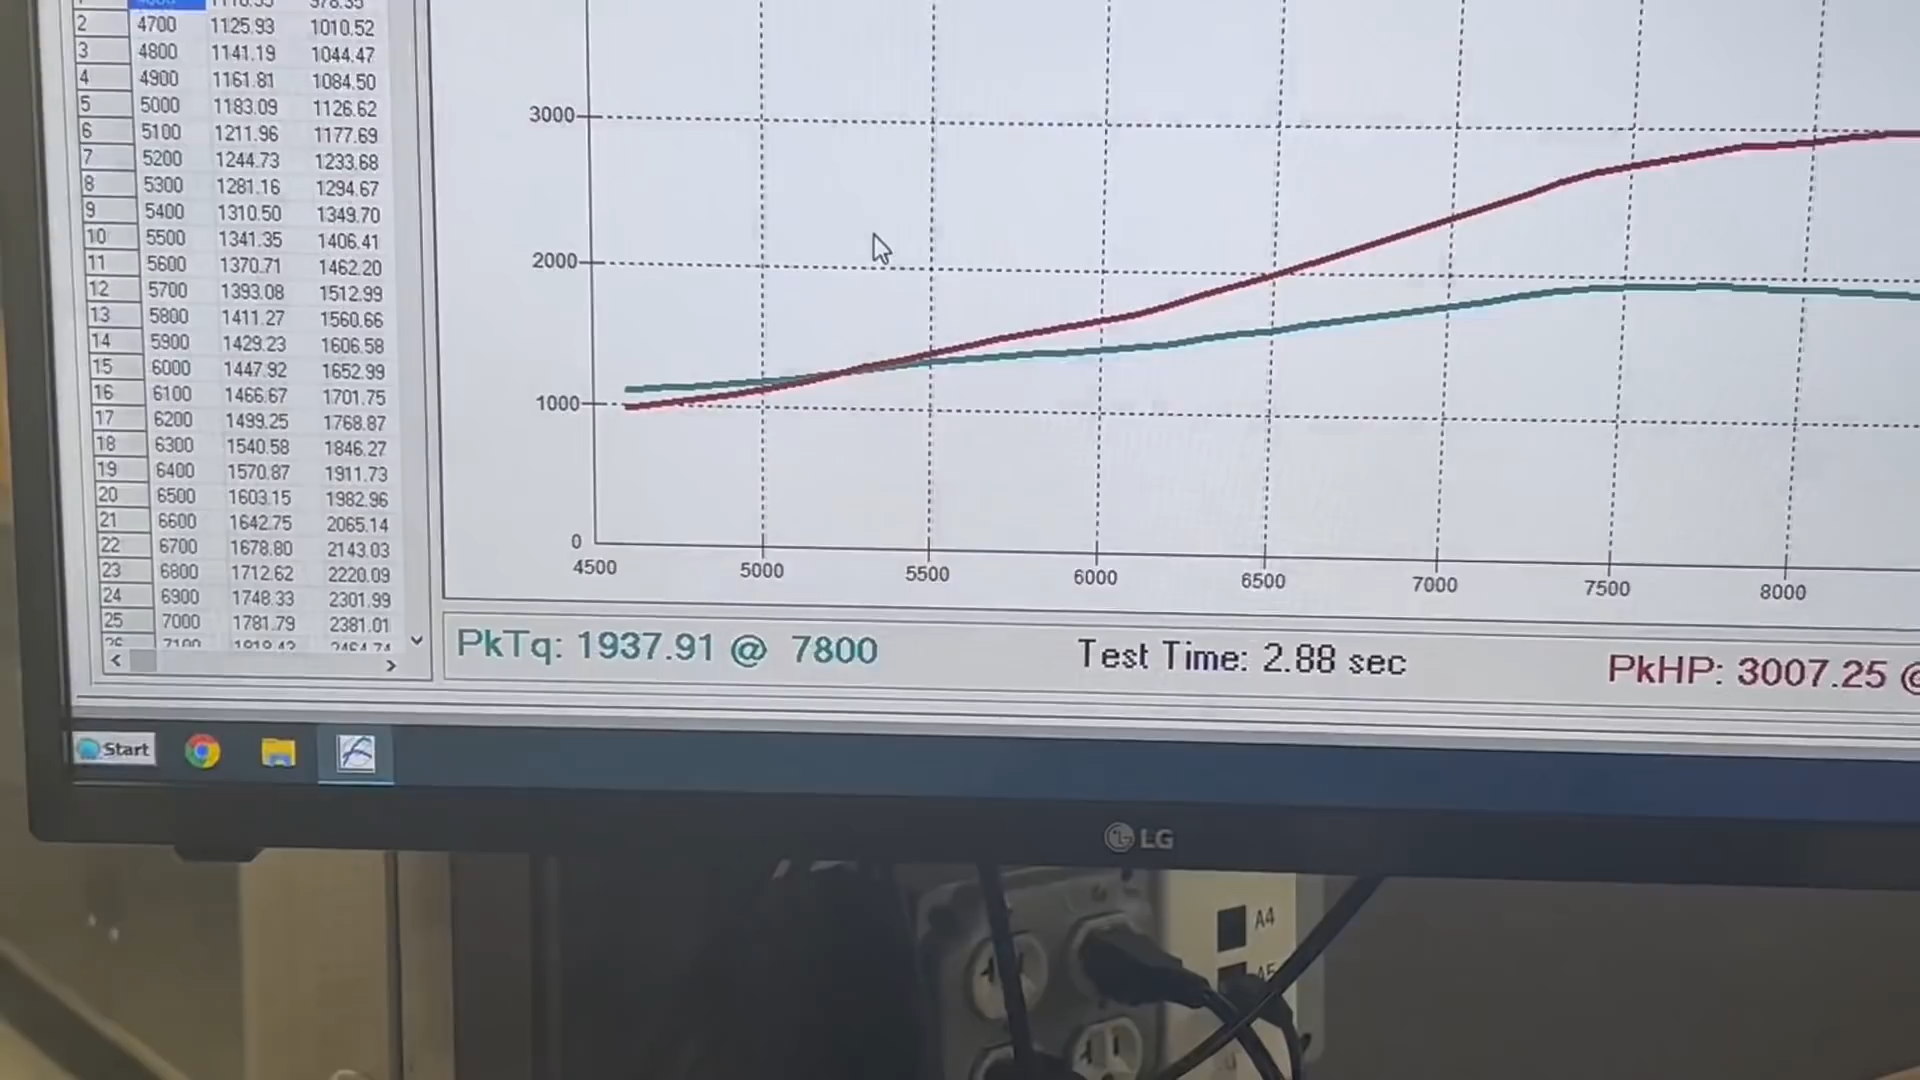 2 4700 1125.93 1010.52
3 4800 1141.19 1044.47
4 4900 1161.81 1084.50
5 5000 1183.09 1126.62
6 5100 1211.96 1177.69
7 5200 1244.73 1233.68
8 5300 1281.16 1294.67
9 5400 1310.50 1349.70
10 5500 1341.35 1406.41
11 5600 1370.71 1462.20
12 5700 1393.08 1512.99
13 5800 1411.27 1560.66
14 5900 1429.23 1606.58
15 6000 1447.92 1652.99
16 6100 1466.67 1701.75
17 6200 1499.25 1768.87
18 6300 1540.58 1846.27
19 6400 1570.87 1911.73
20 6500 1603.15 1982.96
21 6600 1642.75 2065.14
22 6700 1678.80 2143.03
23 6800 1712.62 2220.09
24 6900 1748.33 2301.99
25 7000 1781.79 2381.01
3000
2000
1000
0
4500 5000 5500 6000 6500 7000 7500 8000
PkTq: 1937.91 @ 7800 Test Time: 2.88 sec PkHP: 3007.25 @
Start
LG
A4
A5